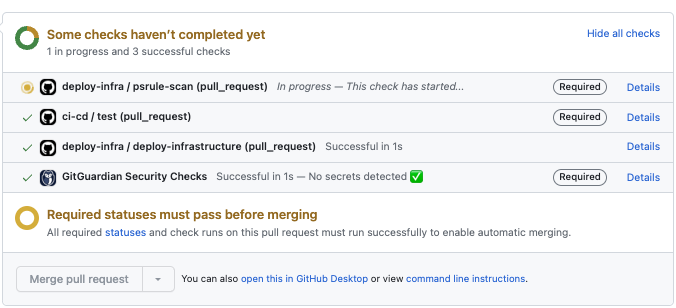 Some checks haven't completed yet
Hide all checks
1 in progress and 3 successful checks
deploy-infra / psrule-scan (pull_request) In progress — This check has started... Required Details
ci-cd / test (pull_request) Required Details
deploy-infra / deploy-infrastructure (pull_request) Successful in 1s Details
GitGuardian Security Checks Successful in 1s — No secrets detected ✅ Required Details
Required statuses must pass before merging
All required statuses and check runs on this pull request must run successfully to enable automatic merging.
Merge pull request You can also open this in GitHub Desktop or view command line instructions.